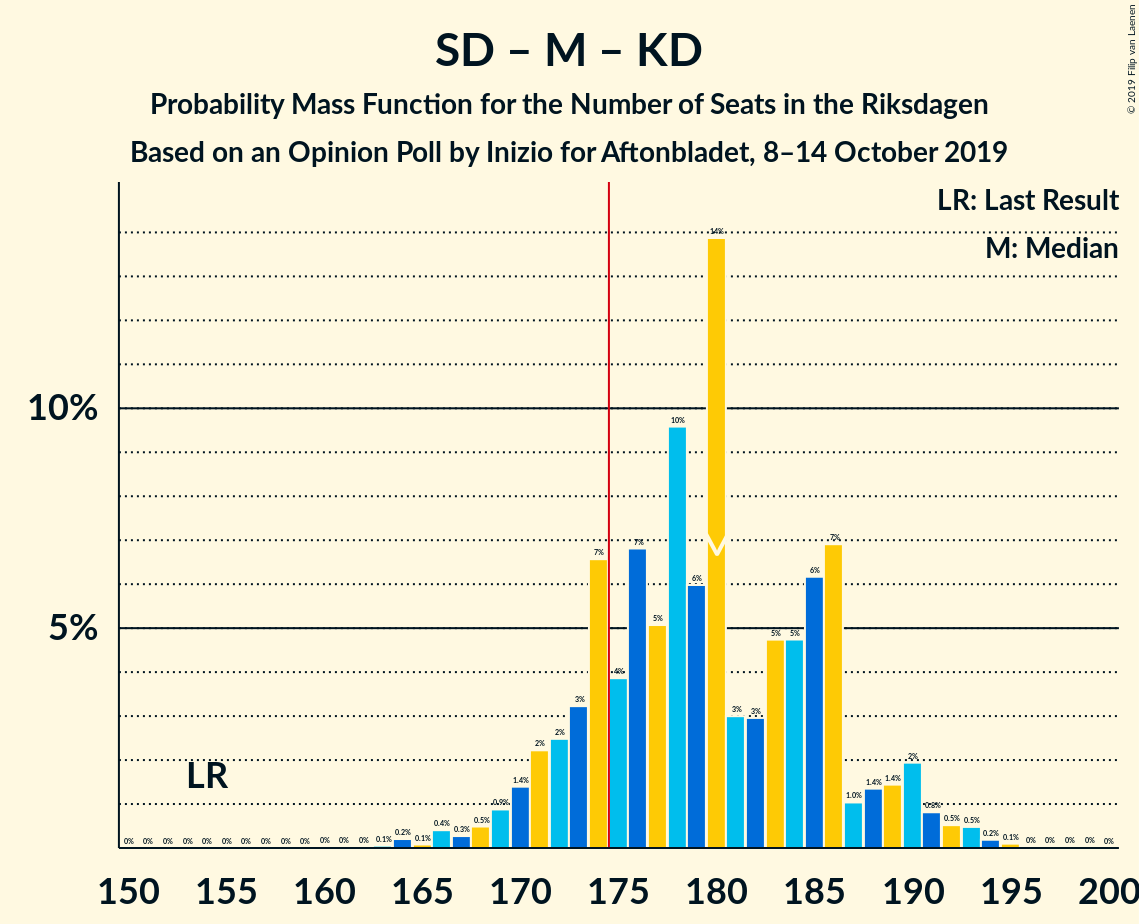 SD – M – KD
Probability Mass Function for the Number of Seats in the Riksdagen
Based on an Opinion Poll by Inizio for Aftonbladet, 8–14 October 2019
© 2019 Filip van Laenen
LR: Last Result
M: Median
10%
5%
LR
M
0% 0% 0% 0% 0% 0% 0% 0% 0% 0% 0% 0% 0% 0.1% 0.2% 0.1% 0.4% 0.3% 0.5% 0.9% 1.4% 2% 2% 3% 7% 4% 7% 5% 10% 6% 14% 3% 3% 5% 5% 6% 7% 1.0% 1.4% 1.4% 2% 0.8% 0.5% 0.5% 0.2% 0.1% 0% 0% 0% 0% 0%
150 155 160 165 170 175 180 185 190 195 200